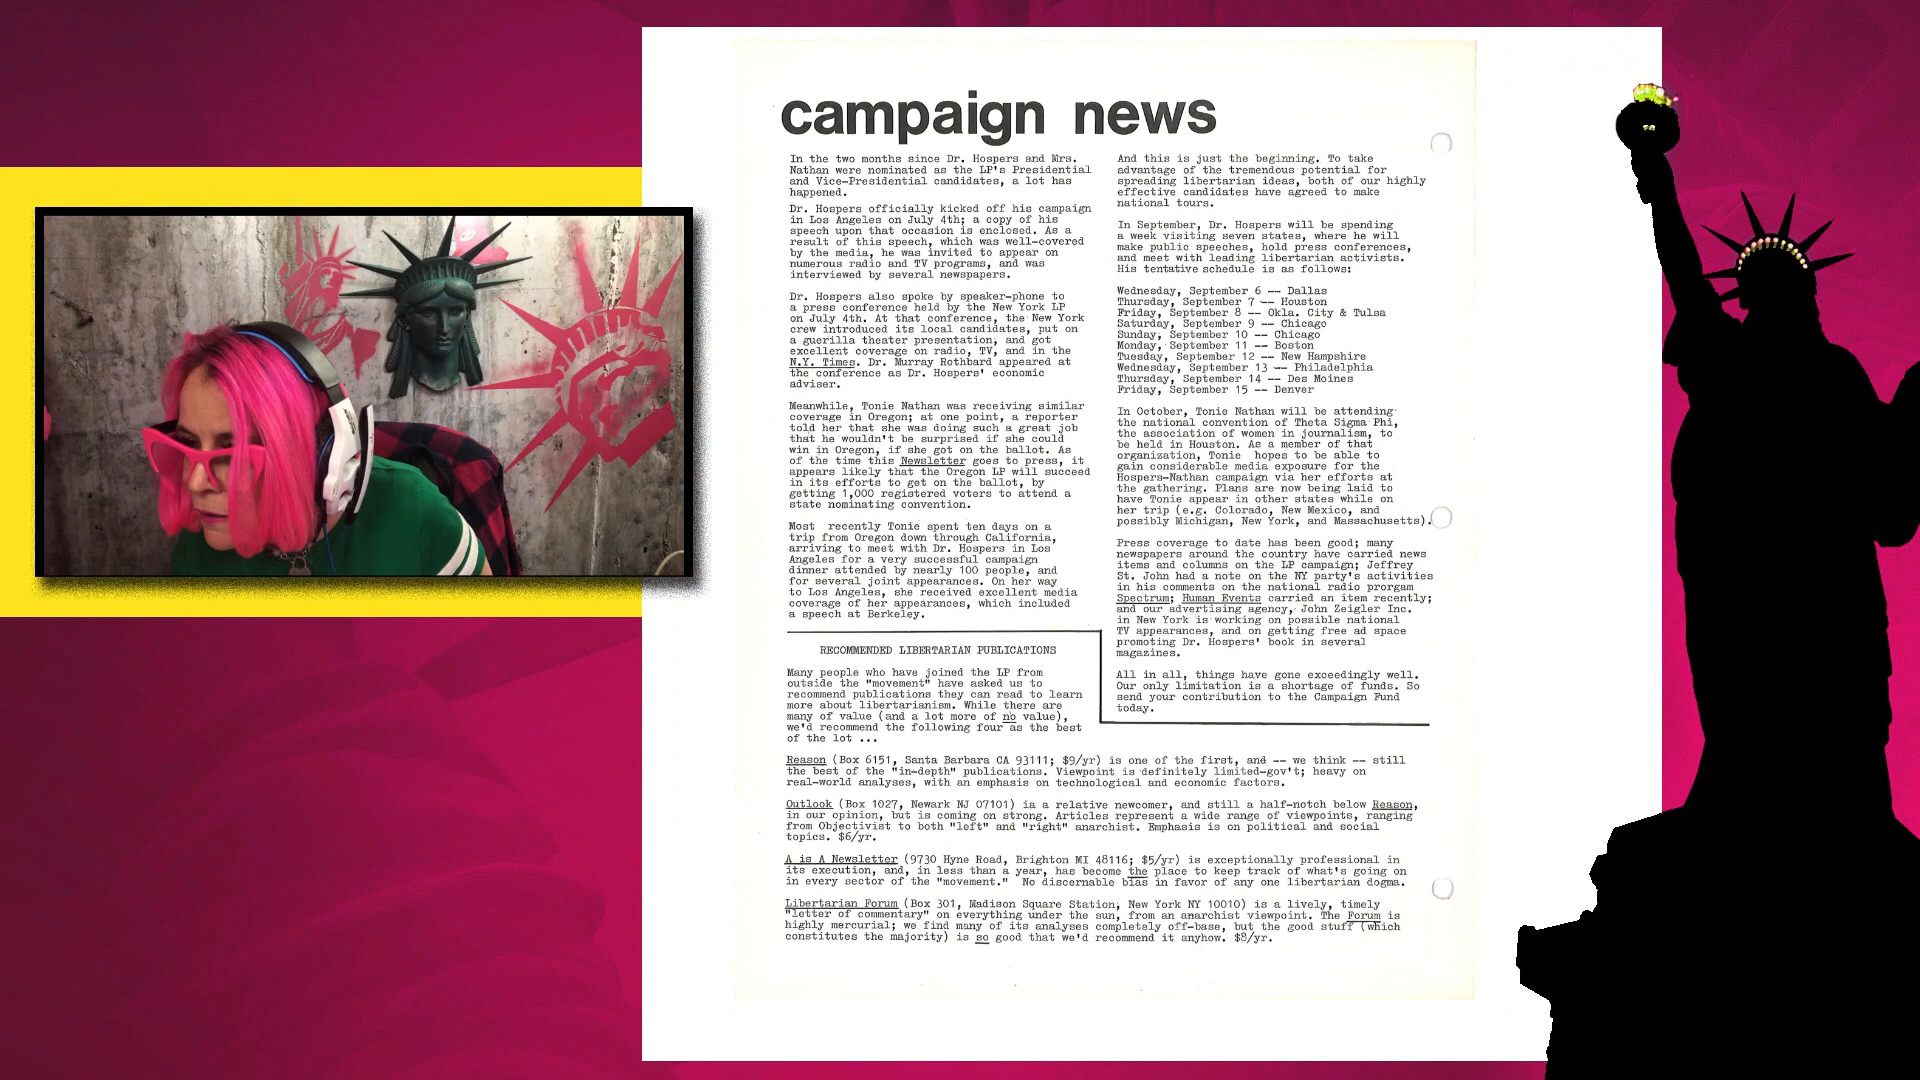 campaign news
In the two months since Dr. Hospers and Mrs.
Nathan were nominated as the LP's Presidential
and Vice-Presidential candidates, a lot has
happened.
Dr. Hospers officially kicked off his campaign
in Los Angeles on July 4th; a copy of his
speech upon that occasion is enclosed. As a
result of this speech, which was well-covered
by the media, he was invited to appear on
numerous radio and TV programs, and was
interviewed by several newspapers.
Dr. Hospers also spoke by speaker-phone to
a press conference held by the New York LP
on July 4th. At that conference, the New York
crew introduced its local candidates, put on
a guerilla theater presentation, and got
excellent coverage on radio, TV, and in the
N.Y. Times. Dr. Murray Rothbard appeared at
the conference as Dr. Hospers' economic
adviser.
Meanwhile, Tonie Nathan was receiving similar
coverage in Oregon; at one point, a reporter
told her that she was doing such a great job
that he wouldn't be surprised if she could
win in Oregon, if she got on the ballot. As
of the time this Newsletter goes to press, it
appears likely that the Oregon LP will succeed
in its efforts to get on the ballot, by
getting 1,000 registered voters to attend a
state nominating convention.
Most recently Tonie spent ten days on a
trip from Oregon down through California,
arriving to meet with Dr. Hospers in Los
Angeles for a very successful campaign
dinner attended by nearly 100 people, and
for several joint appearances. On her way
to Los Angeles, she received excellent media
coverage of her appearances, which included
a speech at Berkeley.
And this is just the beginning. To take
advantage of the tremendous potential for
spreading libertarian ideas, both of our highly
effective candidates have agreed to make
national tours.
In September, Dr. Hospers will be spending
a week visiting seven states, where he will
make public speeches, hold press conferences,
and meet with leading libertarian activists.
His tentative schedule is as follows:
Wednesday, September 6 -- Dallas
Thursday, September 7 -- Houston
Friday, September 8 -- Okla. City & Tulsa
Saturday, September 9 -- Chicago
Sunday, September 10 -- Chicago
Monday, September 11 -- Boston
Tuesday, September 12 -- New Hampshire
Wednesday, September 13 -- Philadelphia
Thursday, September 14 -- Des Moines
Friday, September 15 -- Denver
In October, Tonie Nathan will be attending
the national convention of Theta Sigma Phi,
the association of women in journalism, to
be held in Houston. As a member of that
organization, Tonie hopes to be able to
gain considerable media exposure for the
Hospers-Nathan campaign via her efforts at
the gathering. Plans are now being laid to
have Tonie appear in other states while on
her trip (e.g. Colorado, New Mexico, and
possibly Michigan, New York, and Massachusetts).
Press coverage to date has been good; many
newspapers around the country have carried news
items and columns on the LP campaign; Jeffrey
St. John had a note on the NY party's activities
in his comments on the national radio prorgam
Spectrum; Human Events carried an item recently;
and our advertising agency, John Zeigler Inc.
in New York is working on possible national
TV appearances, and on getting free ad space
promoting Dr. Hospers' book in several
magazines.
All in all, things have gone exceedingly well.
Our only limitation is a shortage of funds. So
send your contribution to the Campaign Fund
today.
RECOMMENDED LIBERTARIAN PUBLICATIONS
Many people who have joined the LP from
outside the "movement" have asked us to
recommend publications they can read to learn
more about libertarianism. While there are
many of value (and a lot more of no value),
we'd recommend the following four as the best
of the lot ...
Reason (Box 6151, Santa Barbara CA 93111; $9/yr) is one of the first, and -- we think -- still
the best of the "in-depth" publications. Viewpoint is definitely limited-gov't; heavy on
real-world analyses, with an emphasis on technological and economic factors.
Outlook (Box 1027, Newark NJ 07101) ia a relative newcomer, and still a half-notch below Reason,
in our opinion, but is coming on strong. Articles represent a wide range of viewpoints, ranging
from Objectivist to both "left" and "right" anarchist. Emphasis is on political and social
topics. $6/yr.
A is A Newsletter (9730 Hyne Road, Brighton MI 48116; $5/yr) is exceptionally professional in
its execution, and, in less than a year, has become the place to keep track of what's going on
in every sector of the "movement." No discernable bias in favor of any one libertarian dogma.
Libertarian Forum (Box 301, Madison Square Station, New York NY 10010) is a lively, timely
"letter of commentary" on everything under the sun, from an anarchist viewpoint. The Forum is
highly mercurial; we find many of its analyses completely off-base, but the good stuff (which
constitutes the majority) is so good that we'd recommend it anyhow. $8/yr.